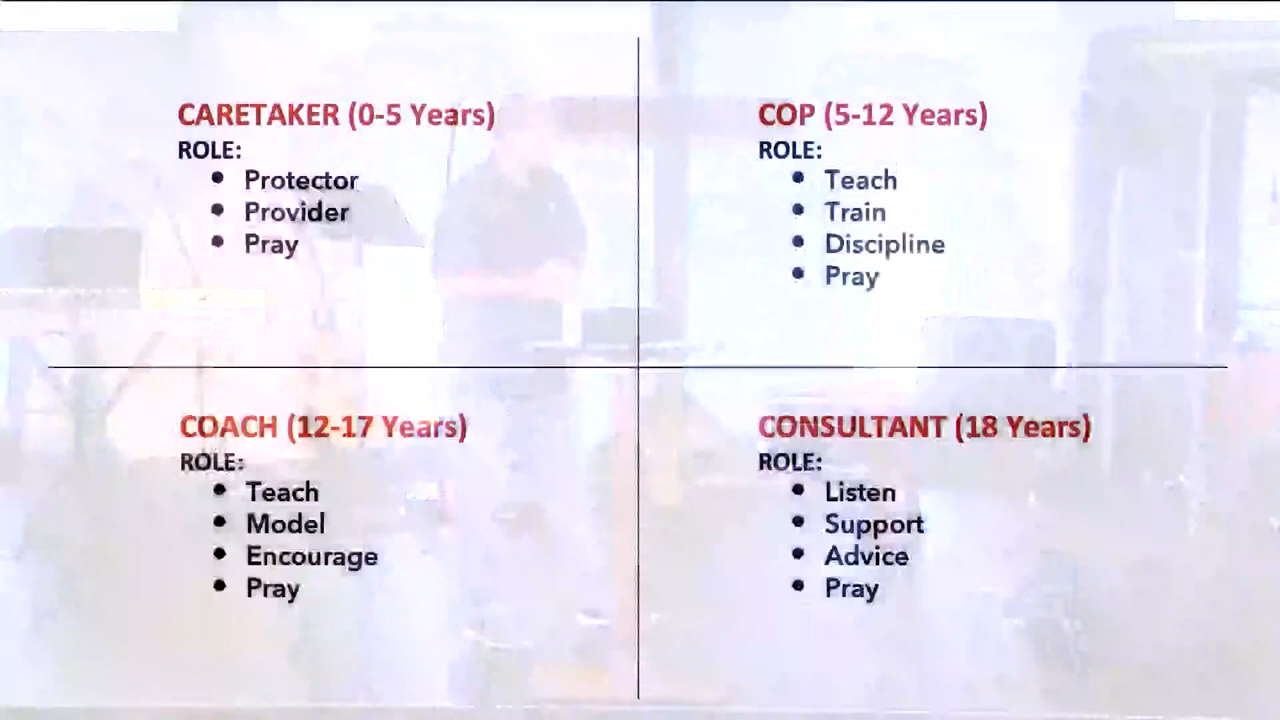 CARETAKER (0-5 Years)
ROLE:
• Protector
• Provider
• Pray
COP (5-12 Years)
ROLE:
• Teach
• Train
• Discipline
• Pray
COACH (12-17 Years)
ROLE:
• Teach
• Model
• Encourage
• Pray
CONSULTANT (18 Years)
ROLE:
• Listen
• Support
• Advice
• Pray